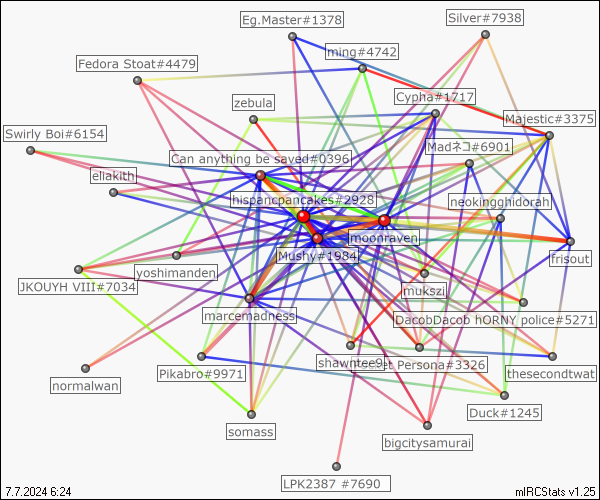 Eg.Master#1378
Silver#7938
ming#4742
Fedora Stoat#4479
Cypha#1717
zebula
Majestic#3375
Swirly Boi#6154
Madネコ#6901
Can anything be saved#0396
ellakith
hispanicpancakes#2928
neokingghidorah
moonraven
Mushy#1984
frisout
yoshimanden
JKOUYH VIII#7034
mukszi
marcemadness
DacobDacob hORNY police#5271
shawntee9
et Persona#3326
thesecondtwat
Pikabro#9971
normalwan
Duck#1245
somass
bigcitysamurai
LPK2387 #7690
7.7.2024 6:24
mIRCStats v1.25